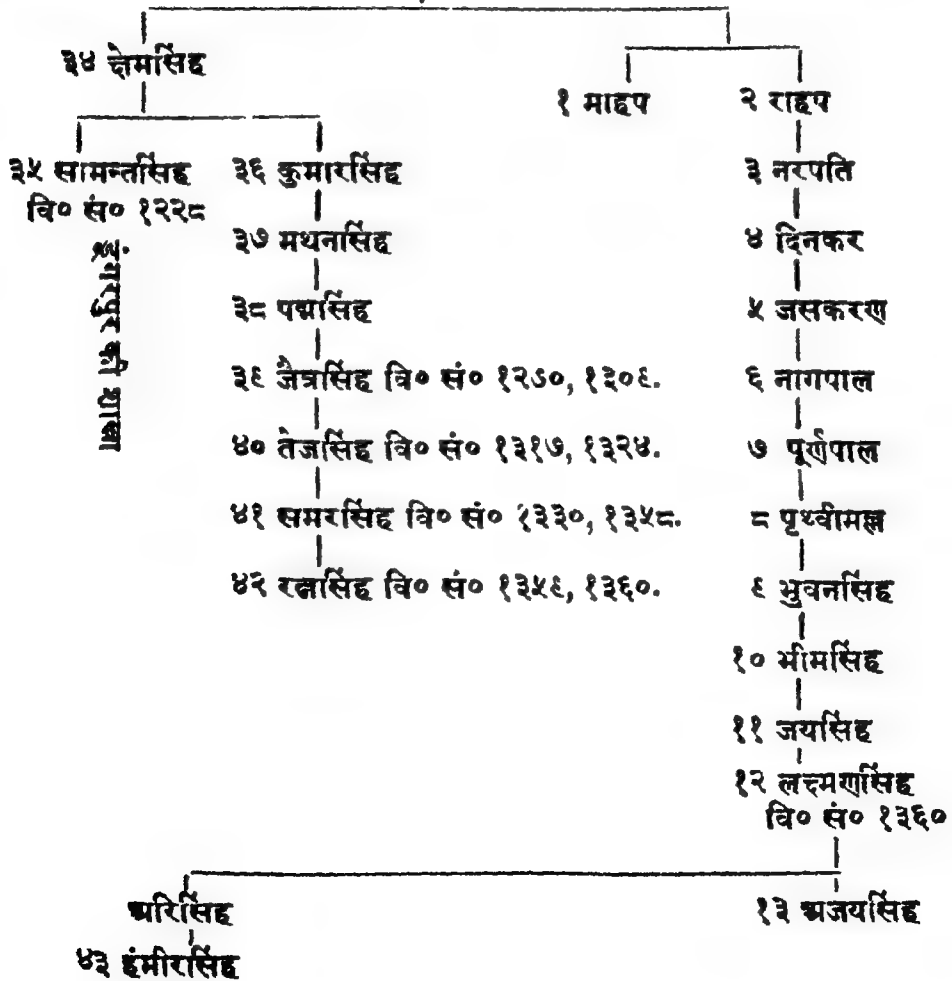 ३४ क्षेमसिंह
१ माहप २ राहप
३५ सामन्तसिंह ३६ कुमारसिंह ३ नरपति
वि० सं० १२२८
डूंगरपुर की शाखा
३७ मथनसिंह ४ दिनकर
३८ पद्मसिंह ५ जसकरण
३९ जैत्रसिंह वि० सं० १२७०, १३०९. ६ नागपाल
४० तेजसिंह वि० सं० १३१७, १३२४. ७ पूर्णपाल
४१ समरसिंह वि० सं० १३३०, १३५८. ८ पृथ्वीमल्ल
४२ रत्नसिंह वि० सं० १३५९, १३६०. ९ भुवनसिंह
१० भीमसिंह
११ जयसिंह
१२ लक्ष्मणसिंह
वि० सं० १३६०
अरिसिंह १३ अजयसिंह
४३ हंमीरसिंह